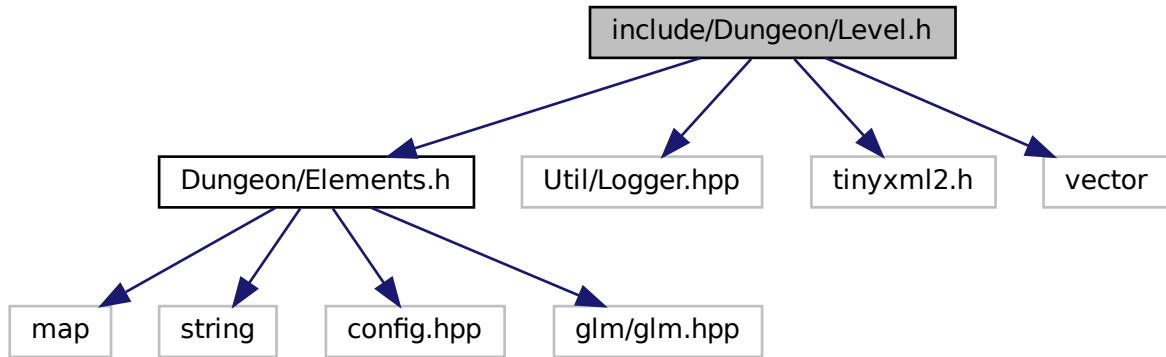 include/Dungeon/Level.h
Dungeon/Elements.h
Util/Logger.hpp
tinyxml2.h
vector
map
string
config.hpp
glm/glm.hpp